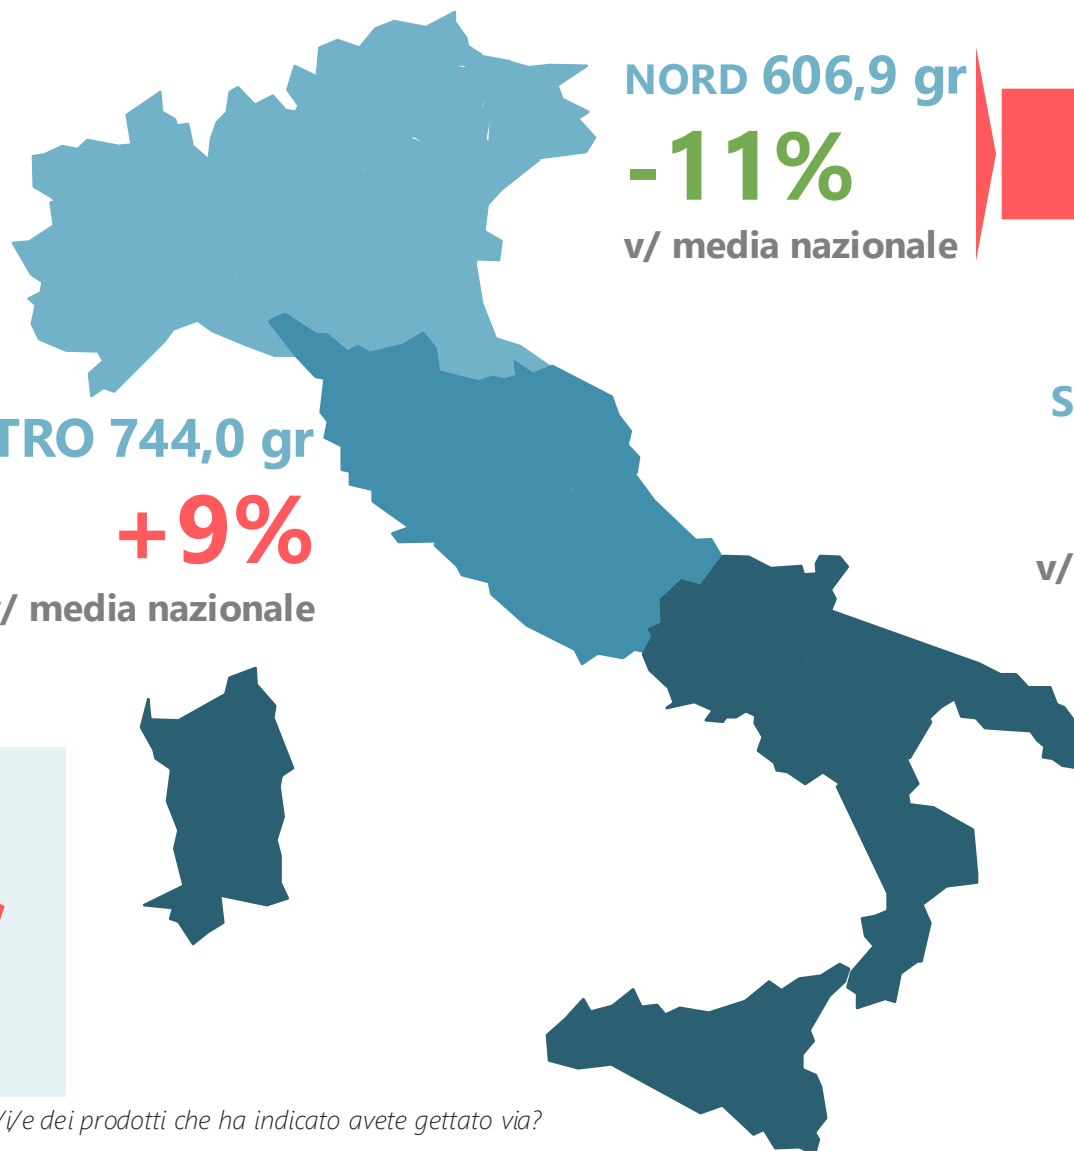 NORD 606,9 gr
-11%
v/ media nazionale
TRO 744,0 gr
+9%
/ media nazionale
S
v/
/i/e dei prodotti che ha indicato avete gettato via?